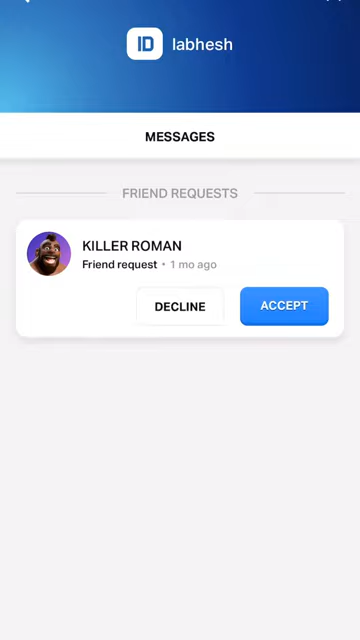 ID labhesh
MESSAGES
FRIEND REQUESTS
KILLER ROMAN
Friend request • 1 mo ago
DECLINE ACCEPT